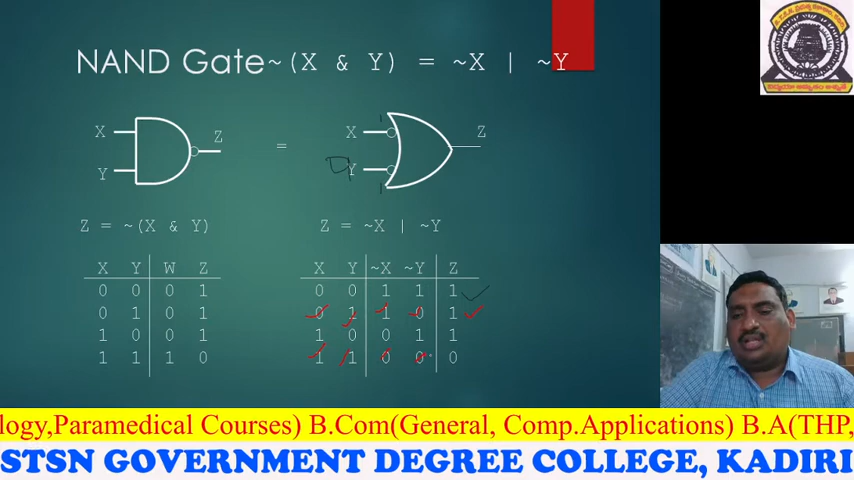 NAND Gate~(X & Y) = ~X | ~Y
X Z = X Z
Y Y
Z = ~(X & Y) Z = ~X | ~Y
X Y W Z X Y ~X ~Y Z
0 0 0 1 0 0 1 1 1
0 1 0 1 0 1 1 0 1
1 0 0 1 1 0 0 1 1
1 1 1 0 1 1 0 0 0
logy,Paramedical Courses) B.Com(General, Comp.Applications) B.A(THP,
STSN GOVERNMENT DEGREE COLLEGE, KADIRI